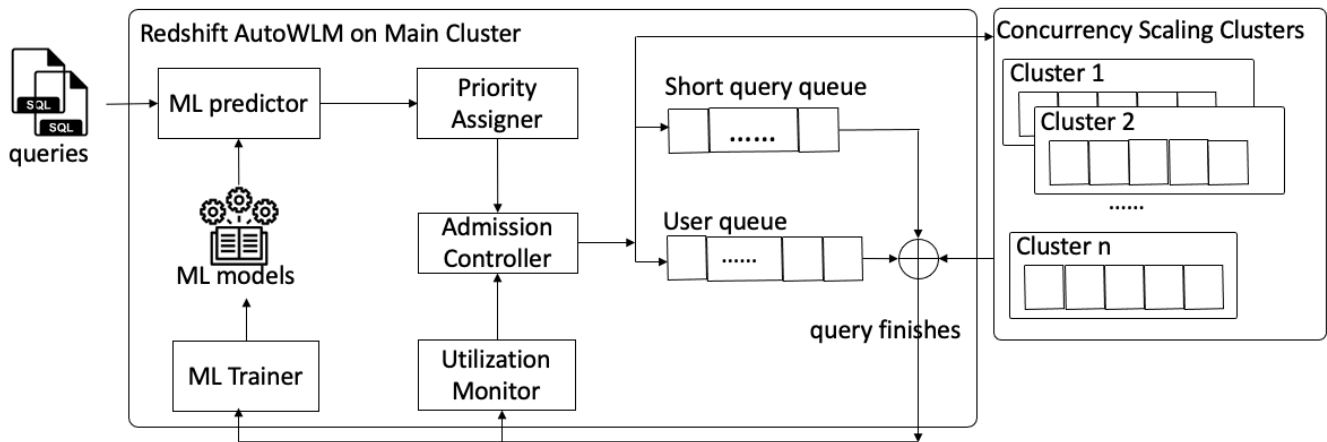 Redshift AutoWLM on Main Cluster
Concurrency Scaling Clusters
SQL
SQL
queries
ML predictor
Priority
Assigner
Short query queue
......
Cluster 1
Cluster 2
......
ML models
Admission
Controller
User queue
......
Cluster n
query finishes
ML Trainer
Utilization
Monitor